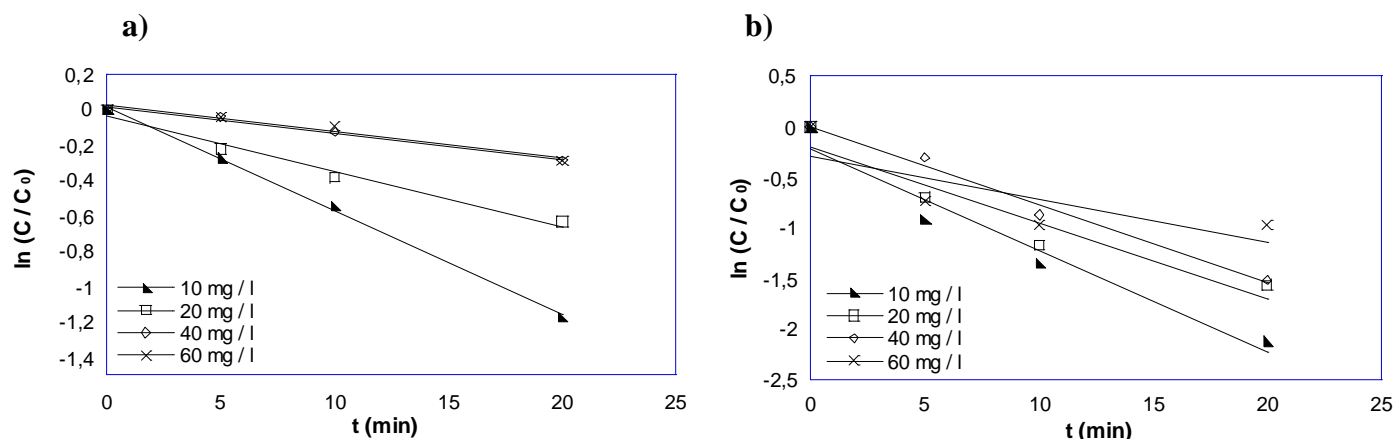 a)
0,2
0
-0,2
-0,4
-0,6
-0,8
-1
-1,2
-1,4
ln (C / C₀)
10 mg / l
20 mg / l
40 mg / l
60 mg / l
0 5 10 15 20 25
t (min)
b)
0,5
0
-0,5
-1
-1,5
-2
-2,5
ln (C / C₀)
10 mg / l
20 mg / l
40 mg / l
60 mg / l
0 5 10 15 20 25
t (min)